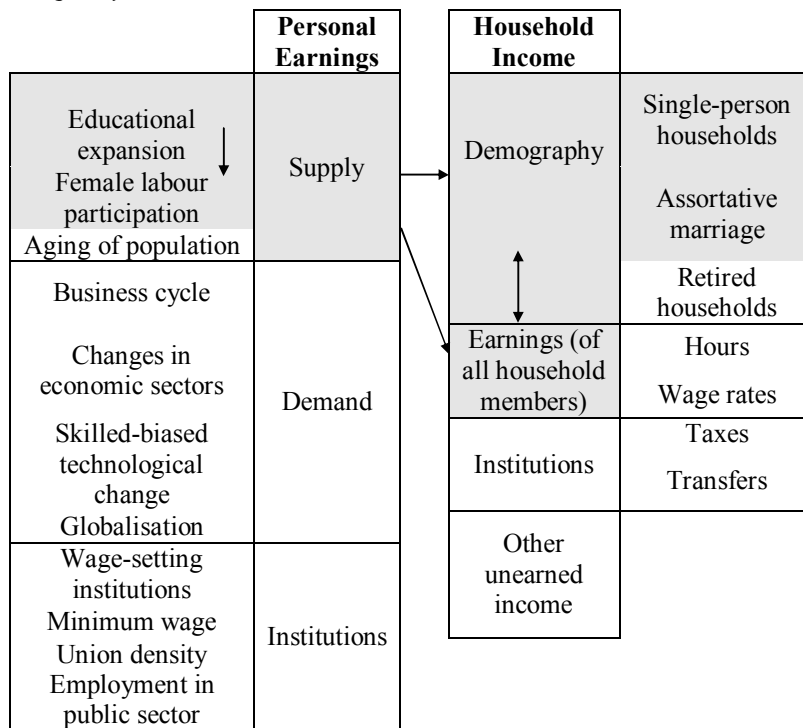 Personal
Earnings
Household
Income
Educational
expansion
Female labour
participation
Aging of population
Supply
Demography
Single-person
households
Assortative
marriage
Retired
households
Business cycle
Changes in
economic sectors
Skilled-biased
technological
change
Globalisation
Demand
Earnings (of
all household
members)
Hours
Wage rates
Institutions
Taxes
Transfers
Other
unearned
income
Wage-setting
institutions
Minimum wage
Union density
Employment in
public sector
Institutions